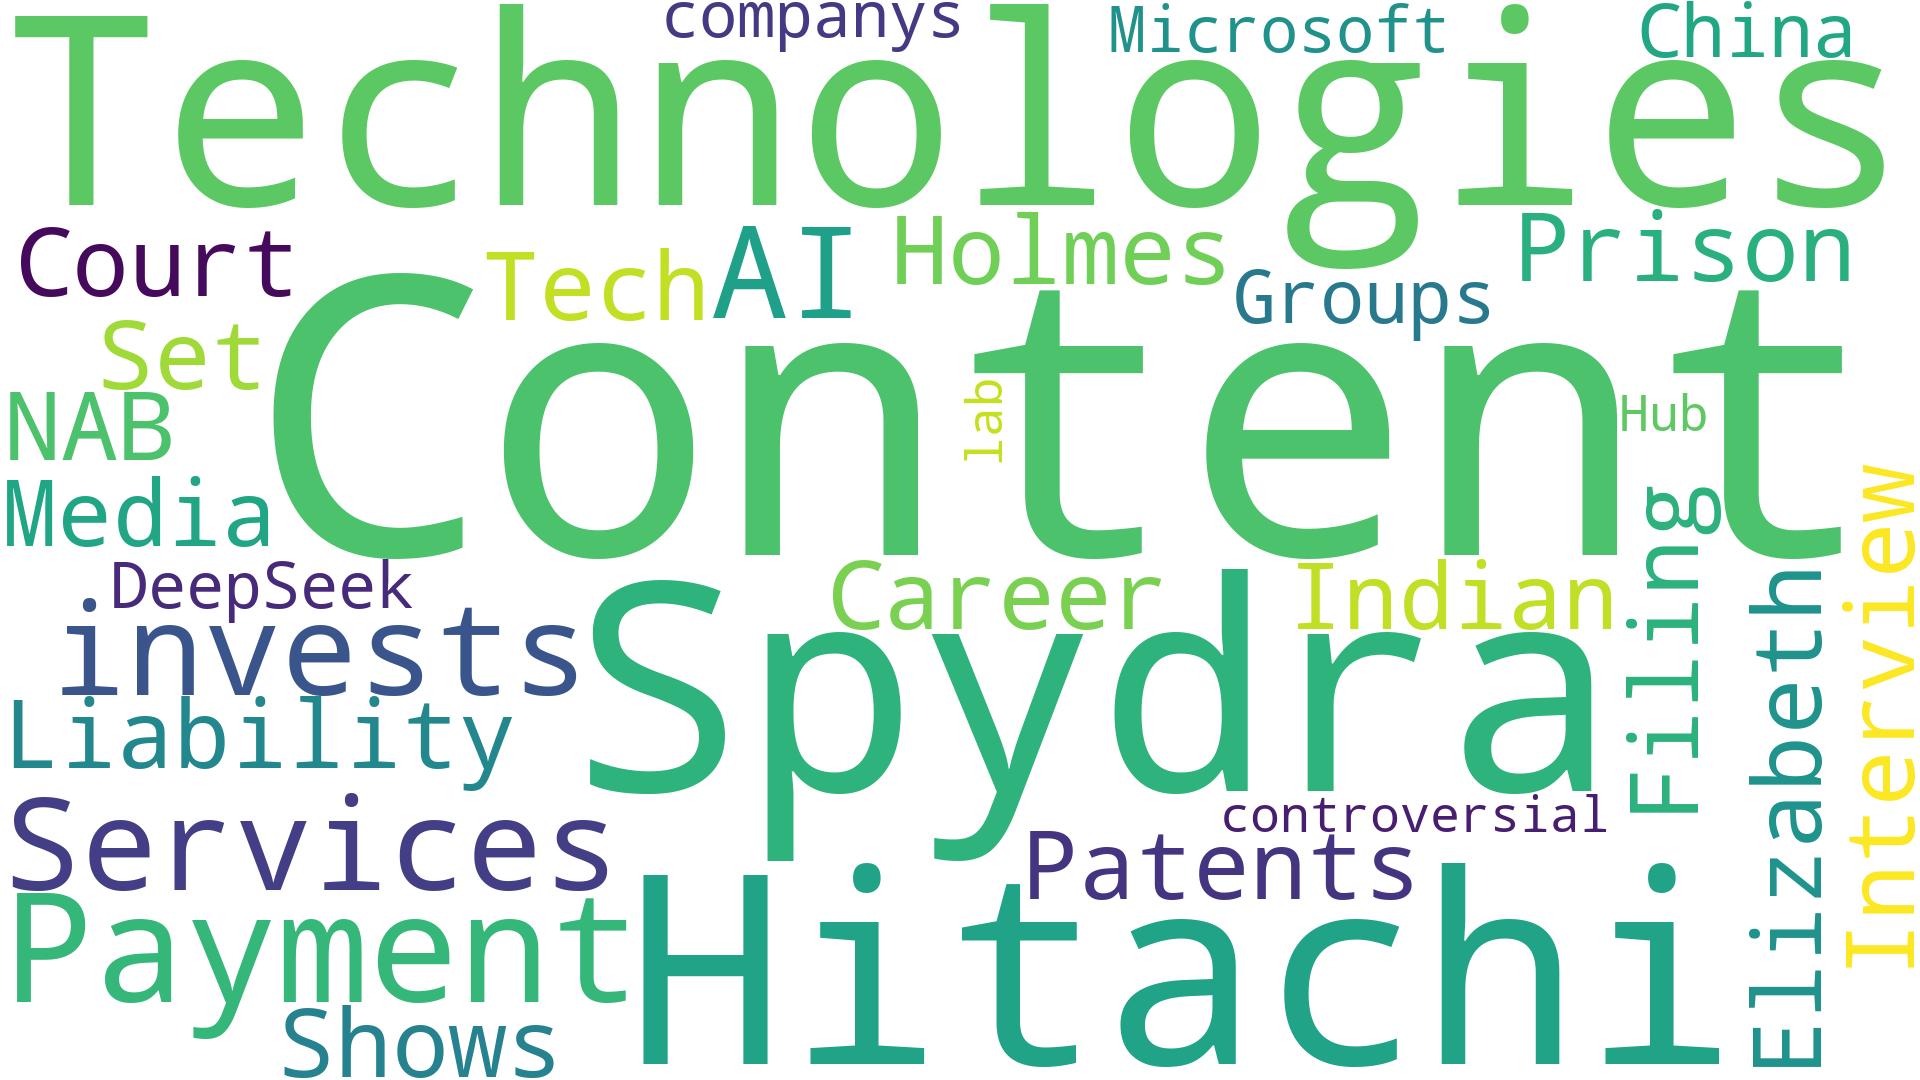 companys
Microsoft
China
Technologies
Court
Tech
AI
Holmes
Groups
Prison
Set
NAB
Content
lab
Hub
Media
DeepSeek
invests
Career
Indian
Filing
Elizabeth
Interview
Spydra
Liability
Services
controversial
Patents
Payment
Hitachi
Shows